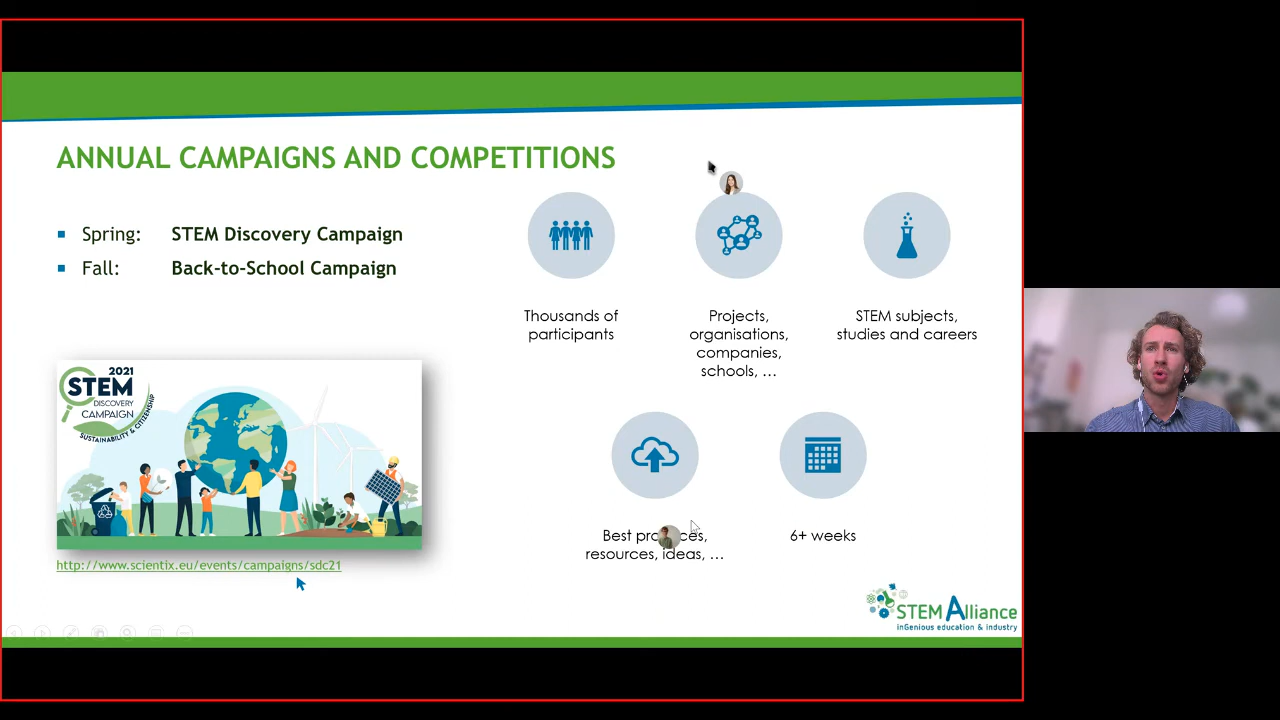 ANNUAL CAMPAIGNS AND COMPETITIONS
Spring: STEM Discovery Campaign
Fall: Back-to-School Campaign
2021
STEM
DISCOVERY
CAMPAIGN
SUSTAINABILITY & CITIZENSHIP
http://www.scientix.eu/events/campaigns/sdc21
Thousands of
participants
Projects,
organisations,
companies,
schools, ...
STEM subjects,
studies and careers
Best
resources, ideas, ...
6+ weeks
STEM Alliance
inGenious education & industry